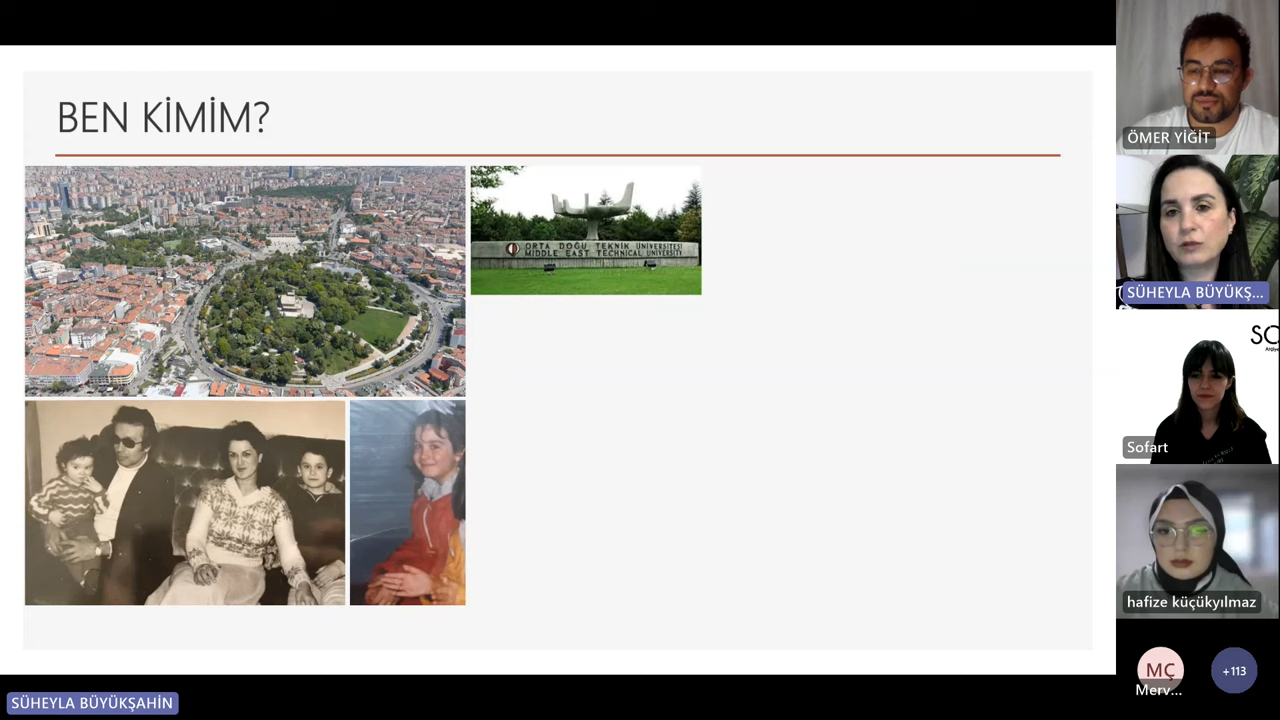 BEN KİMİM?
ORTA DOĞU TEKNİK ÜNİVERSİTESİ
MIDDLE EAST TECHNICAL UNIVERSITY
ÖMER YİĞİT
SÜHEYLA BÜYÜKŞ...
Sofart
hafize küçükyılmaz
MÇ
Merv...
+113
SÜHEYLA BÜYÜKŞAHİN